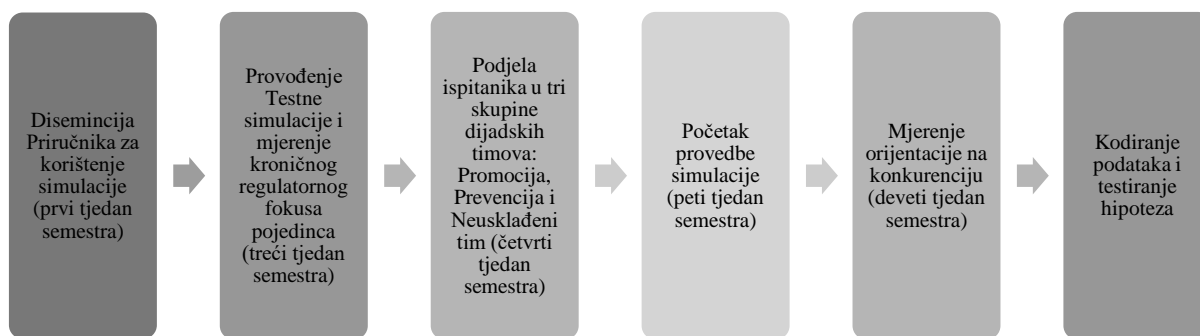 Disemincija
Priručnika za
korištenje
simulacije
(prvi tjedan
semestra)
Provođenje
Testne
simulacije i
mjerenje
kroničnog
regulatornog
fokusa
pojedinca
(treći tjedan
semestra)
Podjela
ispitanika u tri
skupine
dijadskih
timova:
Promocija,
Prevencija i
Neusklađeni
tim (četvrti
tjedan
semestra)
Početak
provedbe
simulacije
(peti tjedan
semestra)
Mjerenje
orijentacije na
konkurenciju
(deveti tjedan
semestra)
Kodiranje
podataka i
testiranje
hipoteza